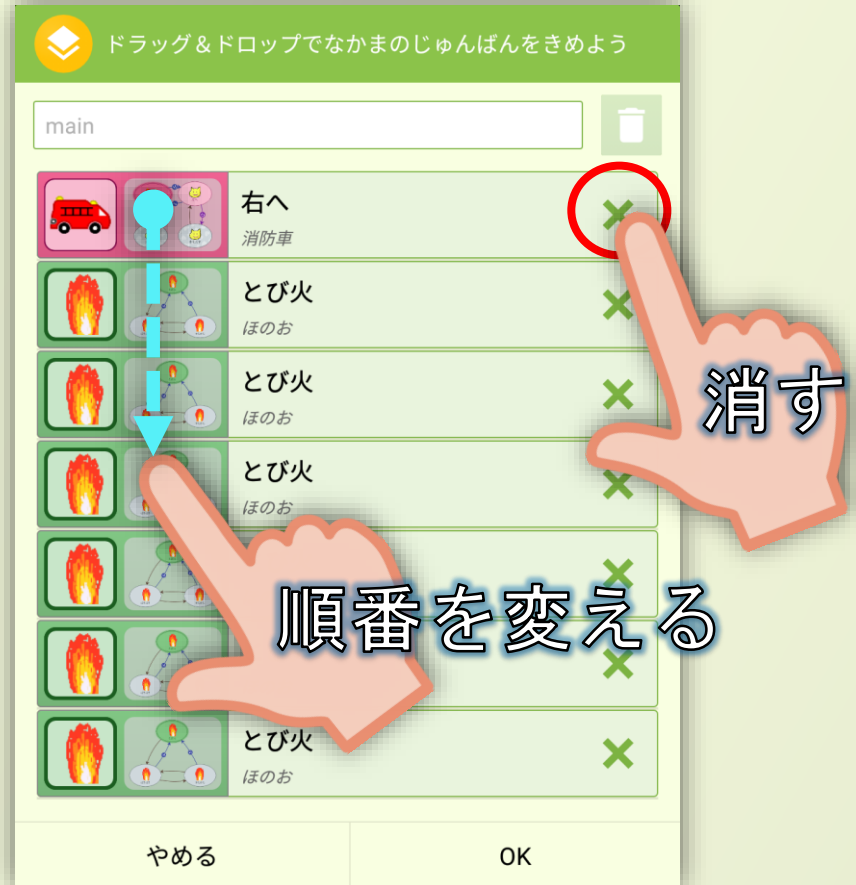 ドラッグ&ドロップでなかまのじゅんばんをきめよう
main
右へ
消防車
とび火
ほのお
とび火
ほのお
消す
とび火
ほのお
順番を変える
とび火
ほのお
やめる
OK